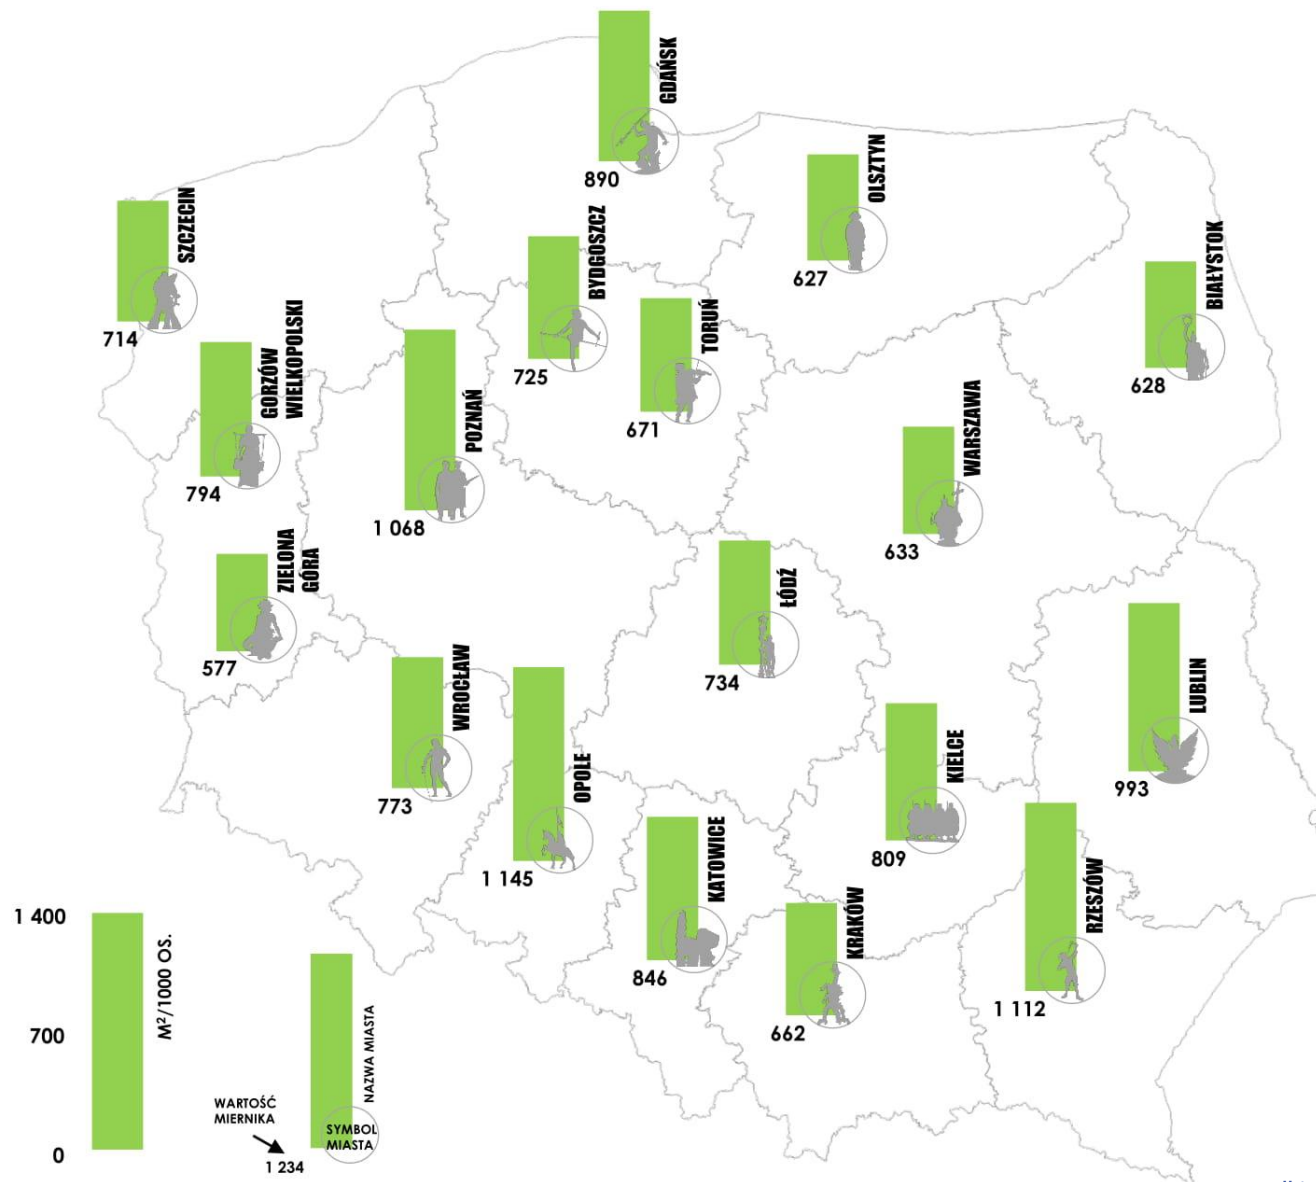 GDAŃSK
890
OLSZTYN
627
SZCZECIN
714
BYDGOSZCZ
725
BIAŁYSTOK
628
TORUŃ
671
GORZÓW
WIELKOPOLSKI
794
POZNAŃ
1 068
WARSZAWA
633
ZIELONA
GÓRA
577
ŁÓDŹ
734
LUBLIN
993
WROCŁAW
773
OPOLE
1 145
KIELCE
809
KATOWICE
846
KRAKÓW
662
RZESZÓW
1 112
1 400
700
0
M²/1000 OS.
NAZWA MIASTA
WARTOŚĆ
MIERNIKA
SYMBOL
MIASTA
1 234